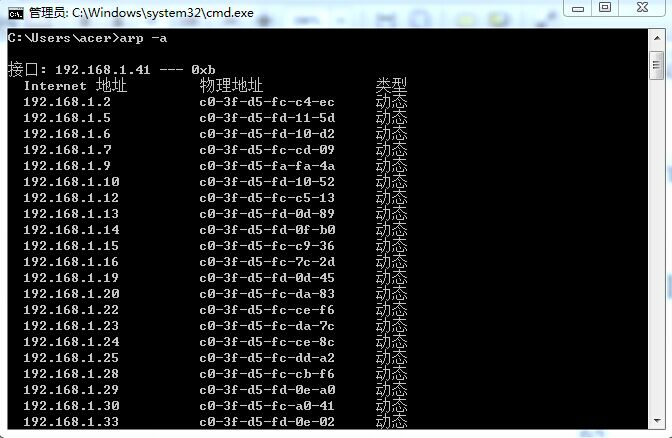 管理员: C:\Windows\system32\cmd.exe
C:\Users\acer>arp -a
接口: 192.168.1.41 --- 0xb
Internet 地址 物理地址 类型
192.168.1.2 c0-3f-d5-fc-c4-ec 动态
192.168.1.5 c0-3f-d5-fd-11-5d 动态
192.168.1.6 c0-3f-d5-fd-10-d2 动态
192.168.1.7 c0-3f-d5-fc-cd-09 动态
192.168.1.9 c0-3f-d5-fa-fa-4a 动态
192.168.1.10 c0-3f-d5-fd-10-52 动态
192.168.1.12 c0-3f-d5-fc-c5-13 动态
192.168.1.13 c0-3f-d5-fd-0d-89 动态
192.168.1.14 c0-3f-d5-fd-0f-b0 动态
192.168.1.15 c0-3f-d5-fc-c9-36 动态
192.168.1.16 c0-3f-d5-fc-7c-2d 动态
192.168.1.19 c0-3f-d5-fd-0d-45 动态
192.168.1.20 c0-3f-d5-fc-da-83 动态
192.168.1.22 c0-3f-d5-fc-ce-f6 动态
192.168.1.23 c0-3f-d5-fc-da-7c 动态
192.168.1.24 c0-3f-d5-fc-ce-8c 动态
192.168.1.25 c0-3f-d5-fc-dd-a2 动态
192.168.1.28 c0-3f-d5-fc-cb-f6 动态
192.168.1.29 c0-3f-d5-fd-0e-a0 动态
192.168.1.30 c0-3f-d5-fc-a0-41 动态
192.168.1.33 c0-3f-d5-fd-0e-02 动态